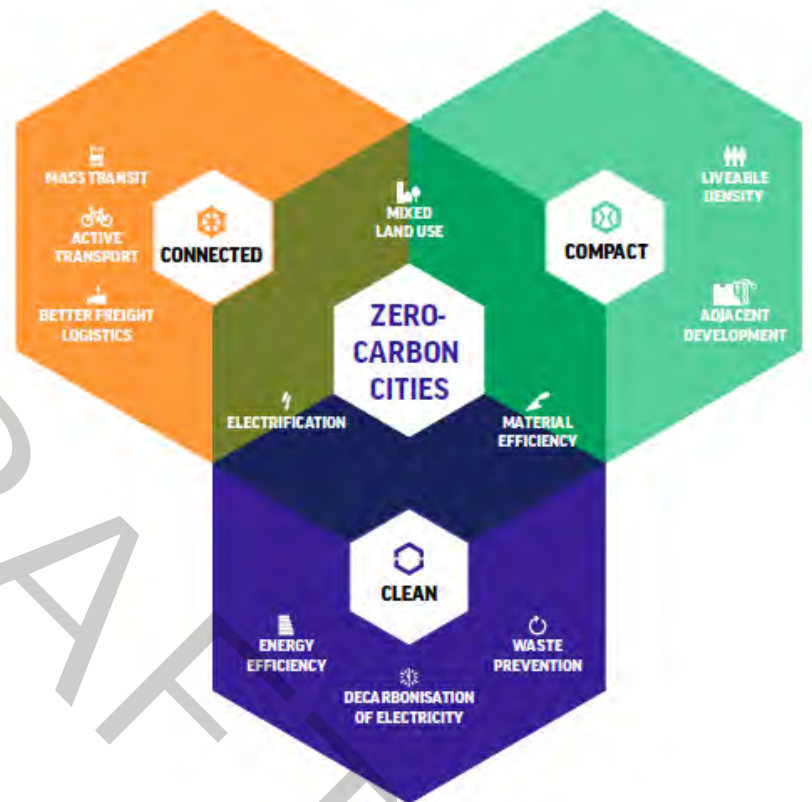 MASS TRANSIT
ACTIVE
TRANSPORT
BETTER FREIGHT
LOGISTICS
CONNECTED
MIXED
LAND USE
COMPACT
LIVEABLE
DENSITY
ADJACENT
DEVELOPMENT
ZERO-
CARBON
CITIES
ELECTRIFICATION
MATERIAL
EFFICIENCY
CLEAN
ENERGY
EFFICIENCY
DECARBONISATION
OF ELECTRICITY
WASTE
PREVENTION
DRAFT